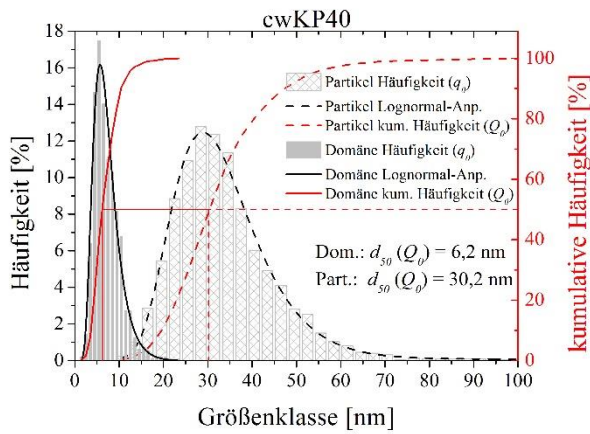 cwKP40
Häufigkeit [%]
18
16
14
12
10
8
6
4
2
0
Partikel Häufigkeit (q₀)
Partikel Lognormal-Anp.
Partikel kum. Häufigkeit (Q₀)
Domäne Häufigkeit (q₀)
Domäne Lognormal-Anp.
Domäne kum. Häufigkeit (Q₀)
Dom.: d₅₀ (Q₀) = 6,2 nm
Part.: d₅₀ (Q₀) = 30,2 nm
100
80
60
40
20
0
kumulative Häufigkeit [%]
0 10 20 30 40 50 60 70 80 90 100
Größenklasse [nm]